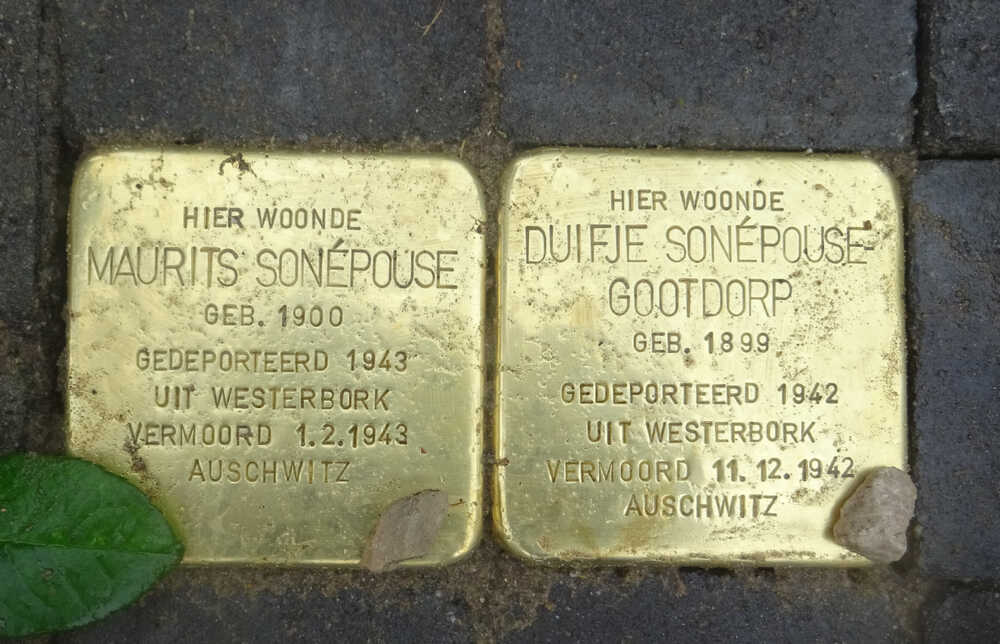 HIER WOONDE
MAURITS SONÉPOUSE
GEB. 1900
GEDEPORTEERD 1943
UIT WESTERBORK
VERMOORD 1.2.1943
AUSCHWITZ
HIER WOONDE
DUIFJE SONÉPOUSE-
GOOTDORP
GEB. 1899
GEDEPORTEERD 1942
UIT WESTERBORK
VERMOORD 11.12.1942
AUSCHWITZ